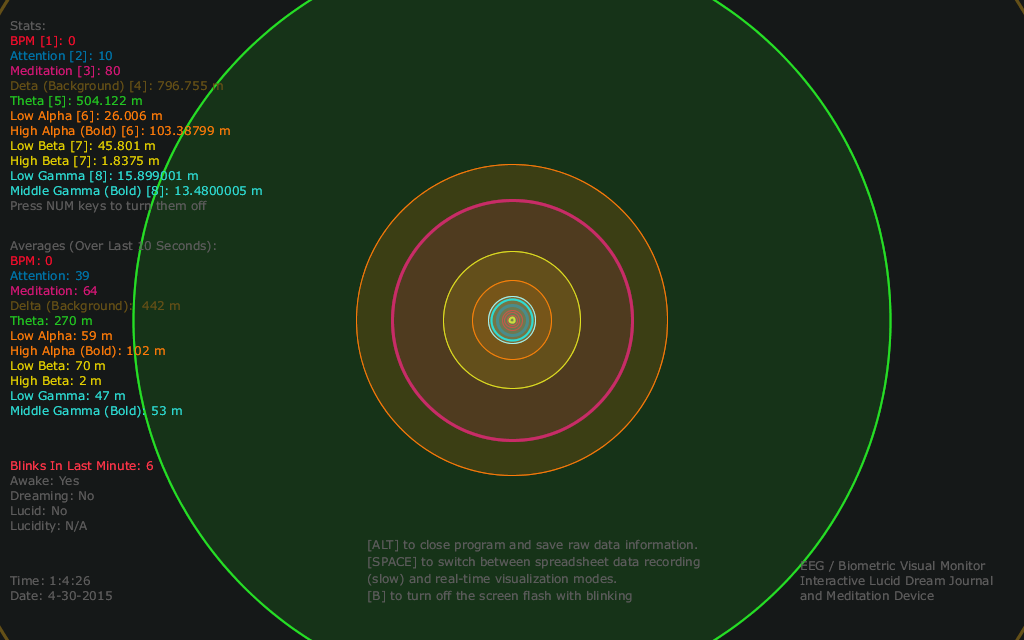 Stats:
BPM [1]: 0
Attention [2]: 10
Meditation [3]: 80
Deta (Background) [4]: 796.755 m
Theta [5]: 504.122 m
Low Alpha [6]: 26.006 m
High Alpha (Bold) [6]: 103.38799 m
Low Beta [7]: 45.801 m
High Beta [7]: 1.8375 m
Low Gamma [8]: 15.899001 m
Middle Gamma (Bold) [8]: 13.4800005 m
Press NUM keys to turn them off
Averages (Over Last 10 Seconds):
BPM: 0
Attention: 39
Meditation: 64
Delta (Background): 442 m
Theta: 270 m
Low Alpha: 59 m
High Alpha (Bold): 102 m
Low Beta: 70 m
High Beta: 2 m
Low Gamma: 47 m
Middle Gamma (Bold): 53 m
Blinks In Last Minute: 6
Awake: Yes
Dreaming: No
Lucid: No
Lucidity: N/A
Time: 1:4:26
Date: 4-30-2015
[ALT] to close program and save raw data information.
[SPACE] to switch between spreadsheet data recording
(slow) and real-time visualization modes.
[B] to turn off the screen flash with blinking
EEG / Biometric Visual Monitor
Interactive Lucid Dream Journal
and Meditation Device